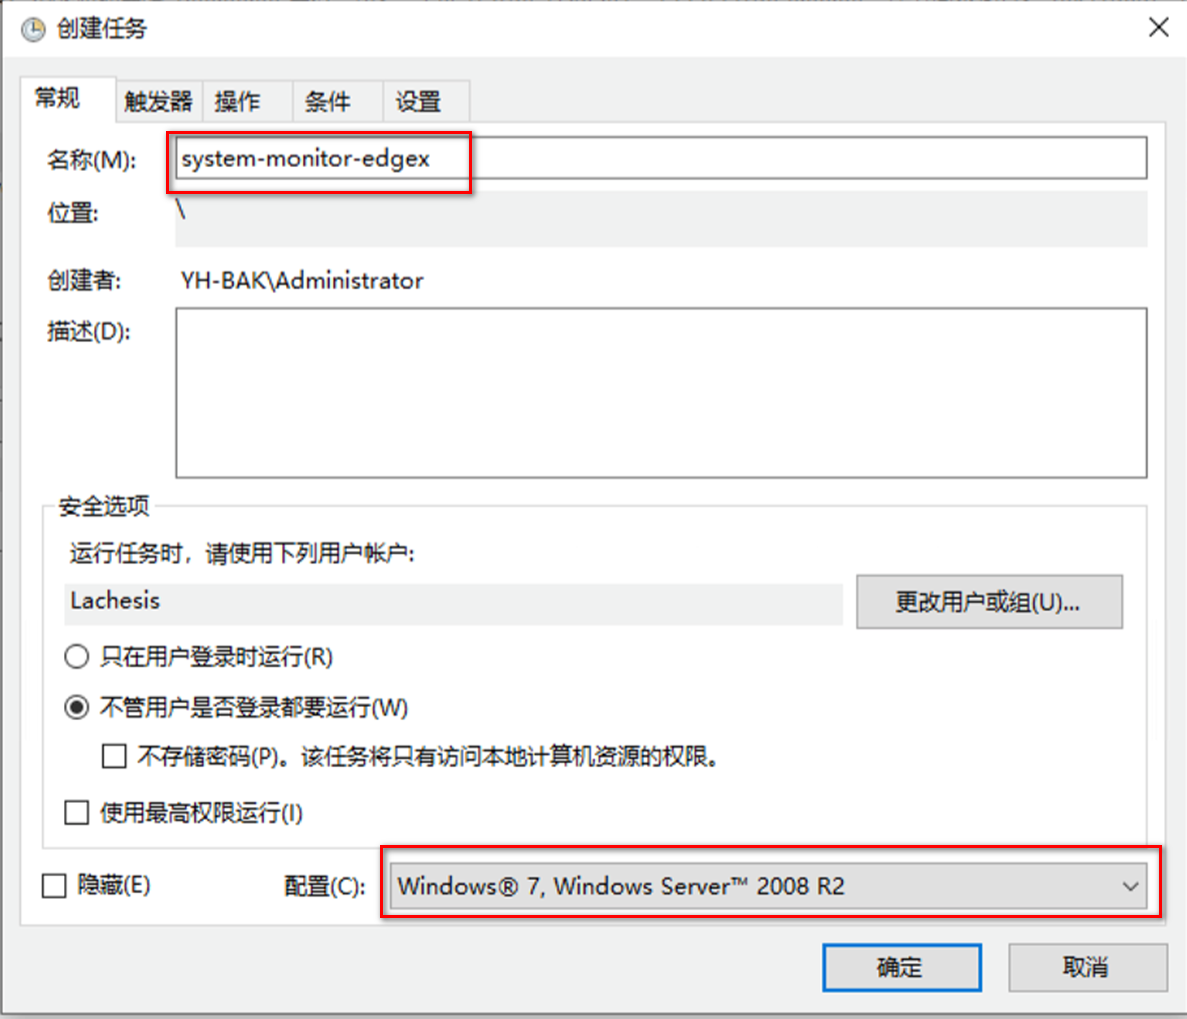 创建任务
常规 触发器 操作 条件 设置
名称(M): system-monitor-edgex
位置: \
创建者: YH-BAK\Administrator
描述(D):
安全选项
运行任务时，请使用下列用户帐户:
Lachesis 更改用户或组(U)...
只在用户登录时运行(R)
不管用户是否登录都要运行(W)
不存储密码(P)。该任务将只有访问本地计算机资源的权限。
使用最高权限运行(I)
隐藏(E) 配置(C): Windows® 7, Windows Server™ 2008 R2
确定 取消